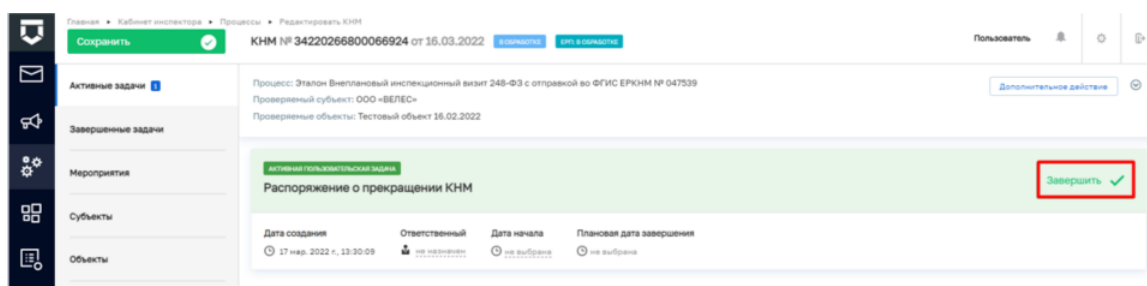 Главная ▸ Кабинет инспектора ▸ Процессы ▸ Редактировать КНМ
Сохранить
КНМ № 34220266800066924 от 16.03.2022 В ОБРАБОТКЕ ЕРП: В ОБРАБОТКЕ
Пользователь
Активные задачи 1
Завершенные задачи
Мероприятия
Субъекты
Объекты
Процесс: Эталон Внеплановый инспекционный визит 248-ФЗ с отправкой во ФГИС ЕРКНМ № 047539
Проверяемый субъект: ООО «ВЕЛЕС»
Проверяемые объекты: Тестовый объект 16.02.2022
Дополнительное действие
АКТИВНАЯ ПОЛЬЗОВАТЕЛЬСКАЯ ЗАДАЧА
Распоряжение о прекращении КНМ
Завершить
Дата создания Ответственный Дата начала Плановая дата завершения
17 мар. 2022 г., 13:30:09 не назначен не выбрана не выбрана